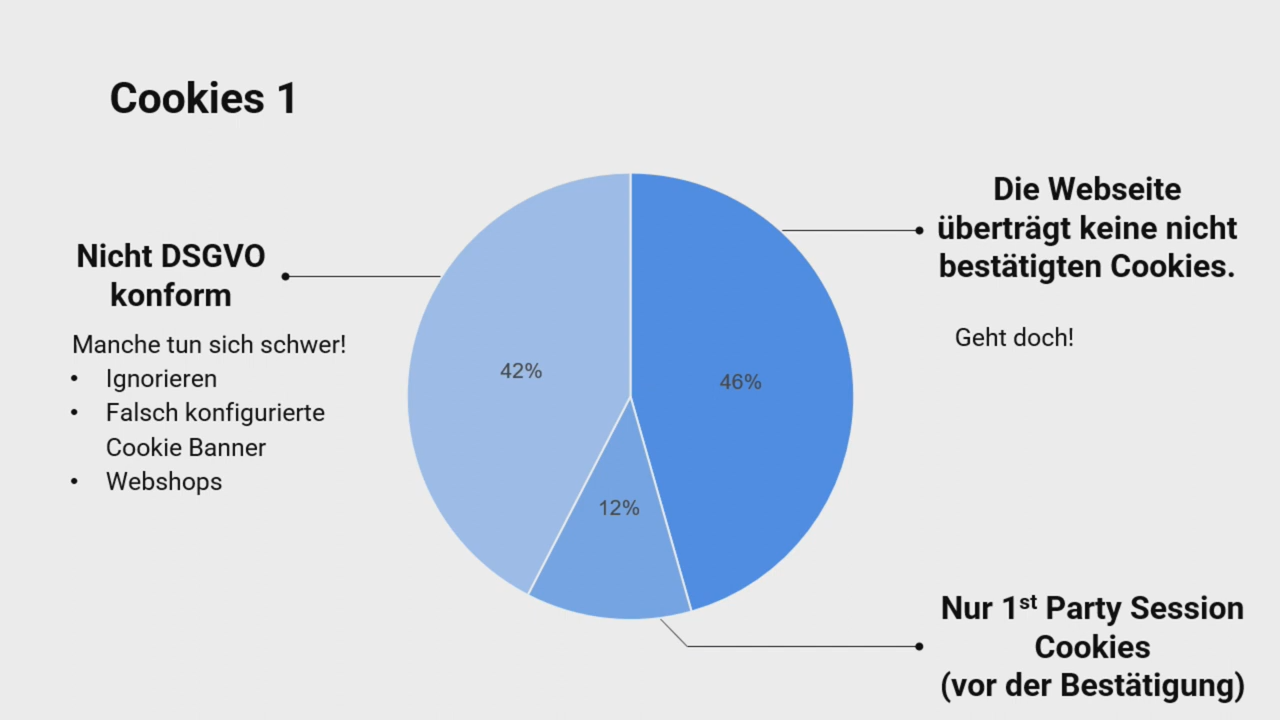 Cookies 1
Nicht DSGVO
konform
Manche tun sich schwer!
• Ignorieren
• Falsch konfigurierte
Cookie Banner
• Webshops
42%
46%
12%
Die Webseite
überträgt keine nicht
bestätigten Cookies.
Geht doch!
Nur 1st Party Session
Cookies
(vor der Bestätigung)